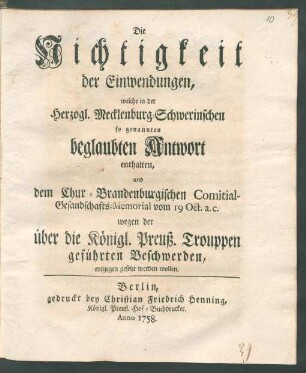 10
Die
Nichtigkeit
der Einwendungen,
welche in der
Herzogl. Mecklenburg-Schwerinschen
so genannten
beglaubten Antwort
enthalten,
und
dem Chur-Brandenburgischen Comitial-
Gesandschafts-Memorial vom 19 Oct. a.c.
wegen der
über die Königl. Preuß. Trouppen
geführten Beschwerden,
entgegen gesetzt werden wollen.
Berlin,
gedruckt bey Christian Friedrich Henning,
Königl. Preuß. Hof-Buchdrucker.
Anno 1758.